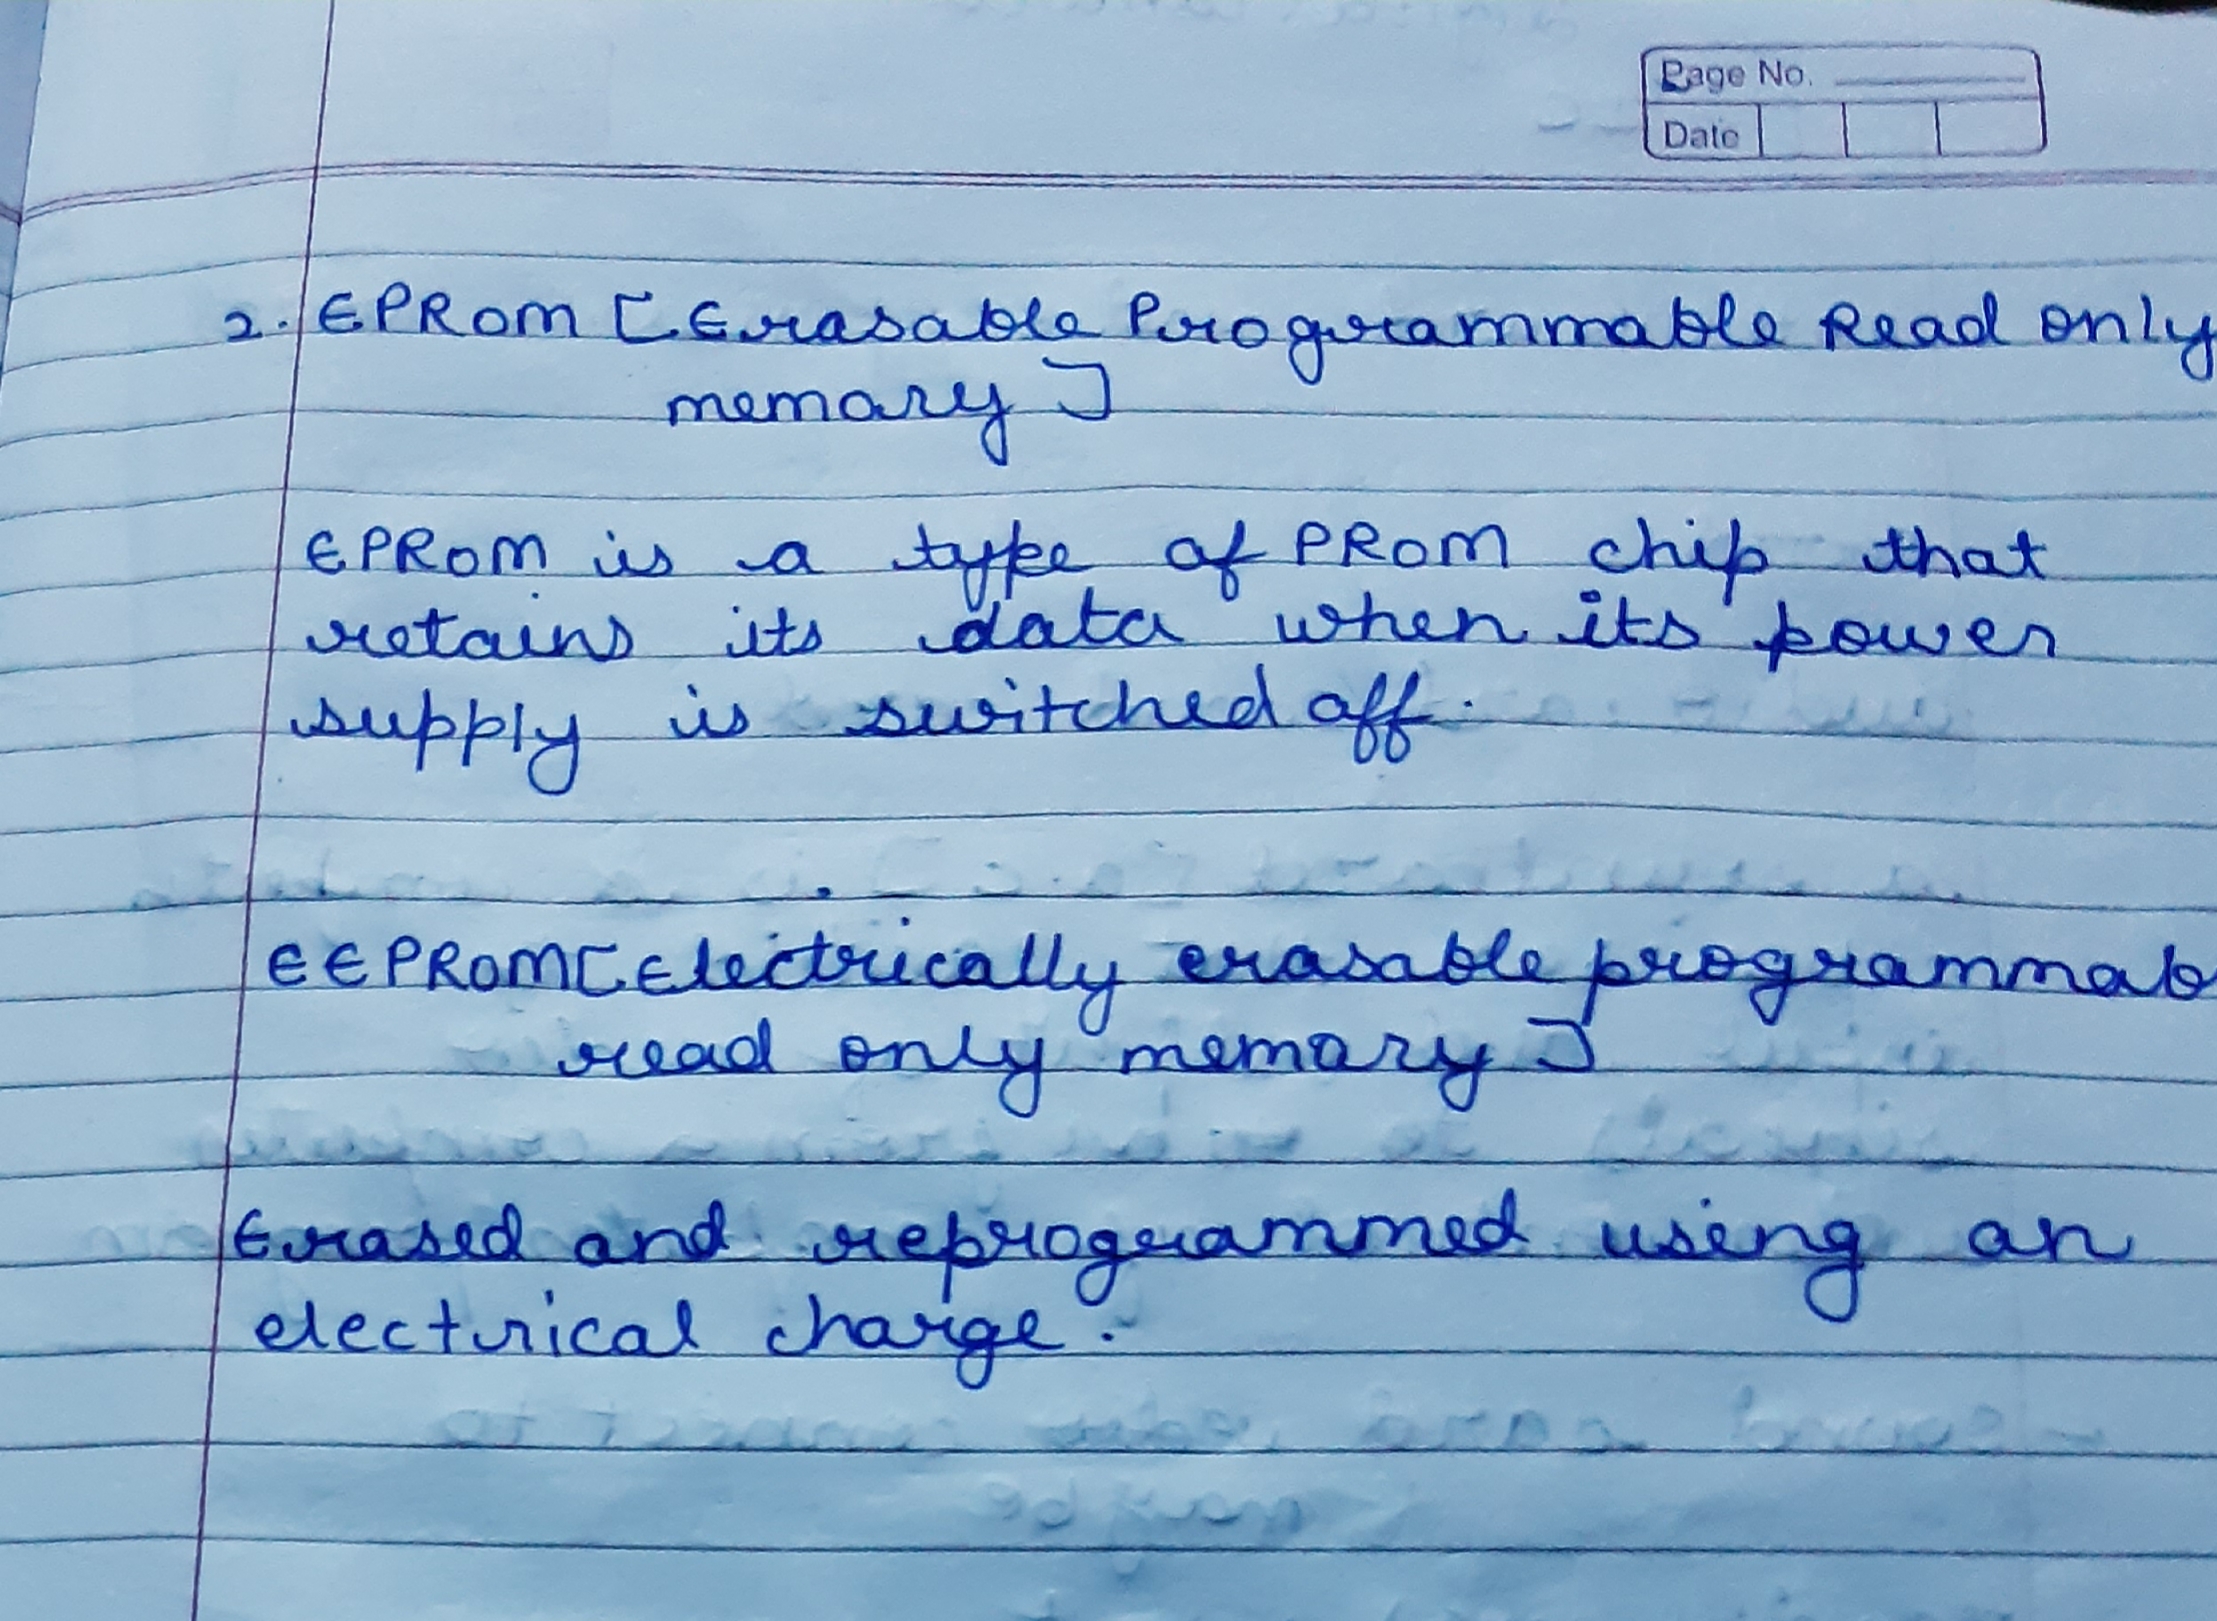 Page No.
Date
2. EPROM [Erasable Programmable Read only
memory]
EPROM is a type of PROM chip that
retains its data when its power
supply is switched off.
EEPROM [Electrically erasable programmab
read only memory]
Erased and reprogrammed using an
electrical charge.